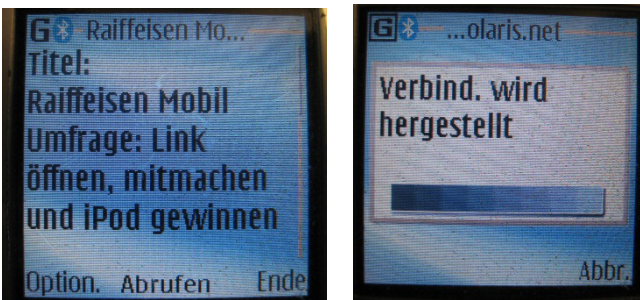 G Raiffeisen Mo...
Titel:
Raiffeisen Mobil
Umfrage: Link
öffnen, mitmachen
und iPod gewinnen
Option. Abrufen Ende
G ...olaris.net
Verbind. wird
hergestellt
Abbr.